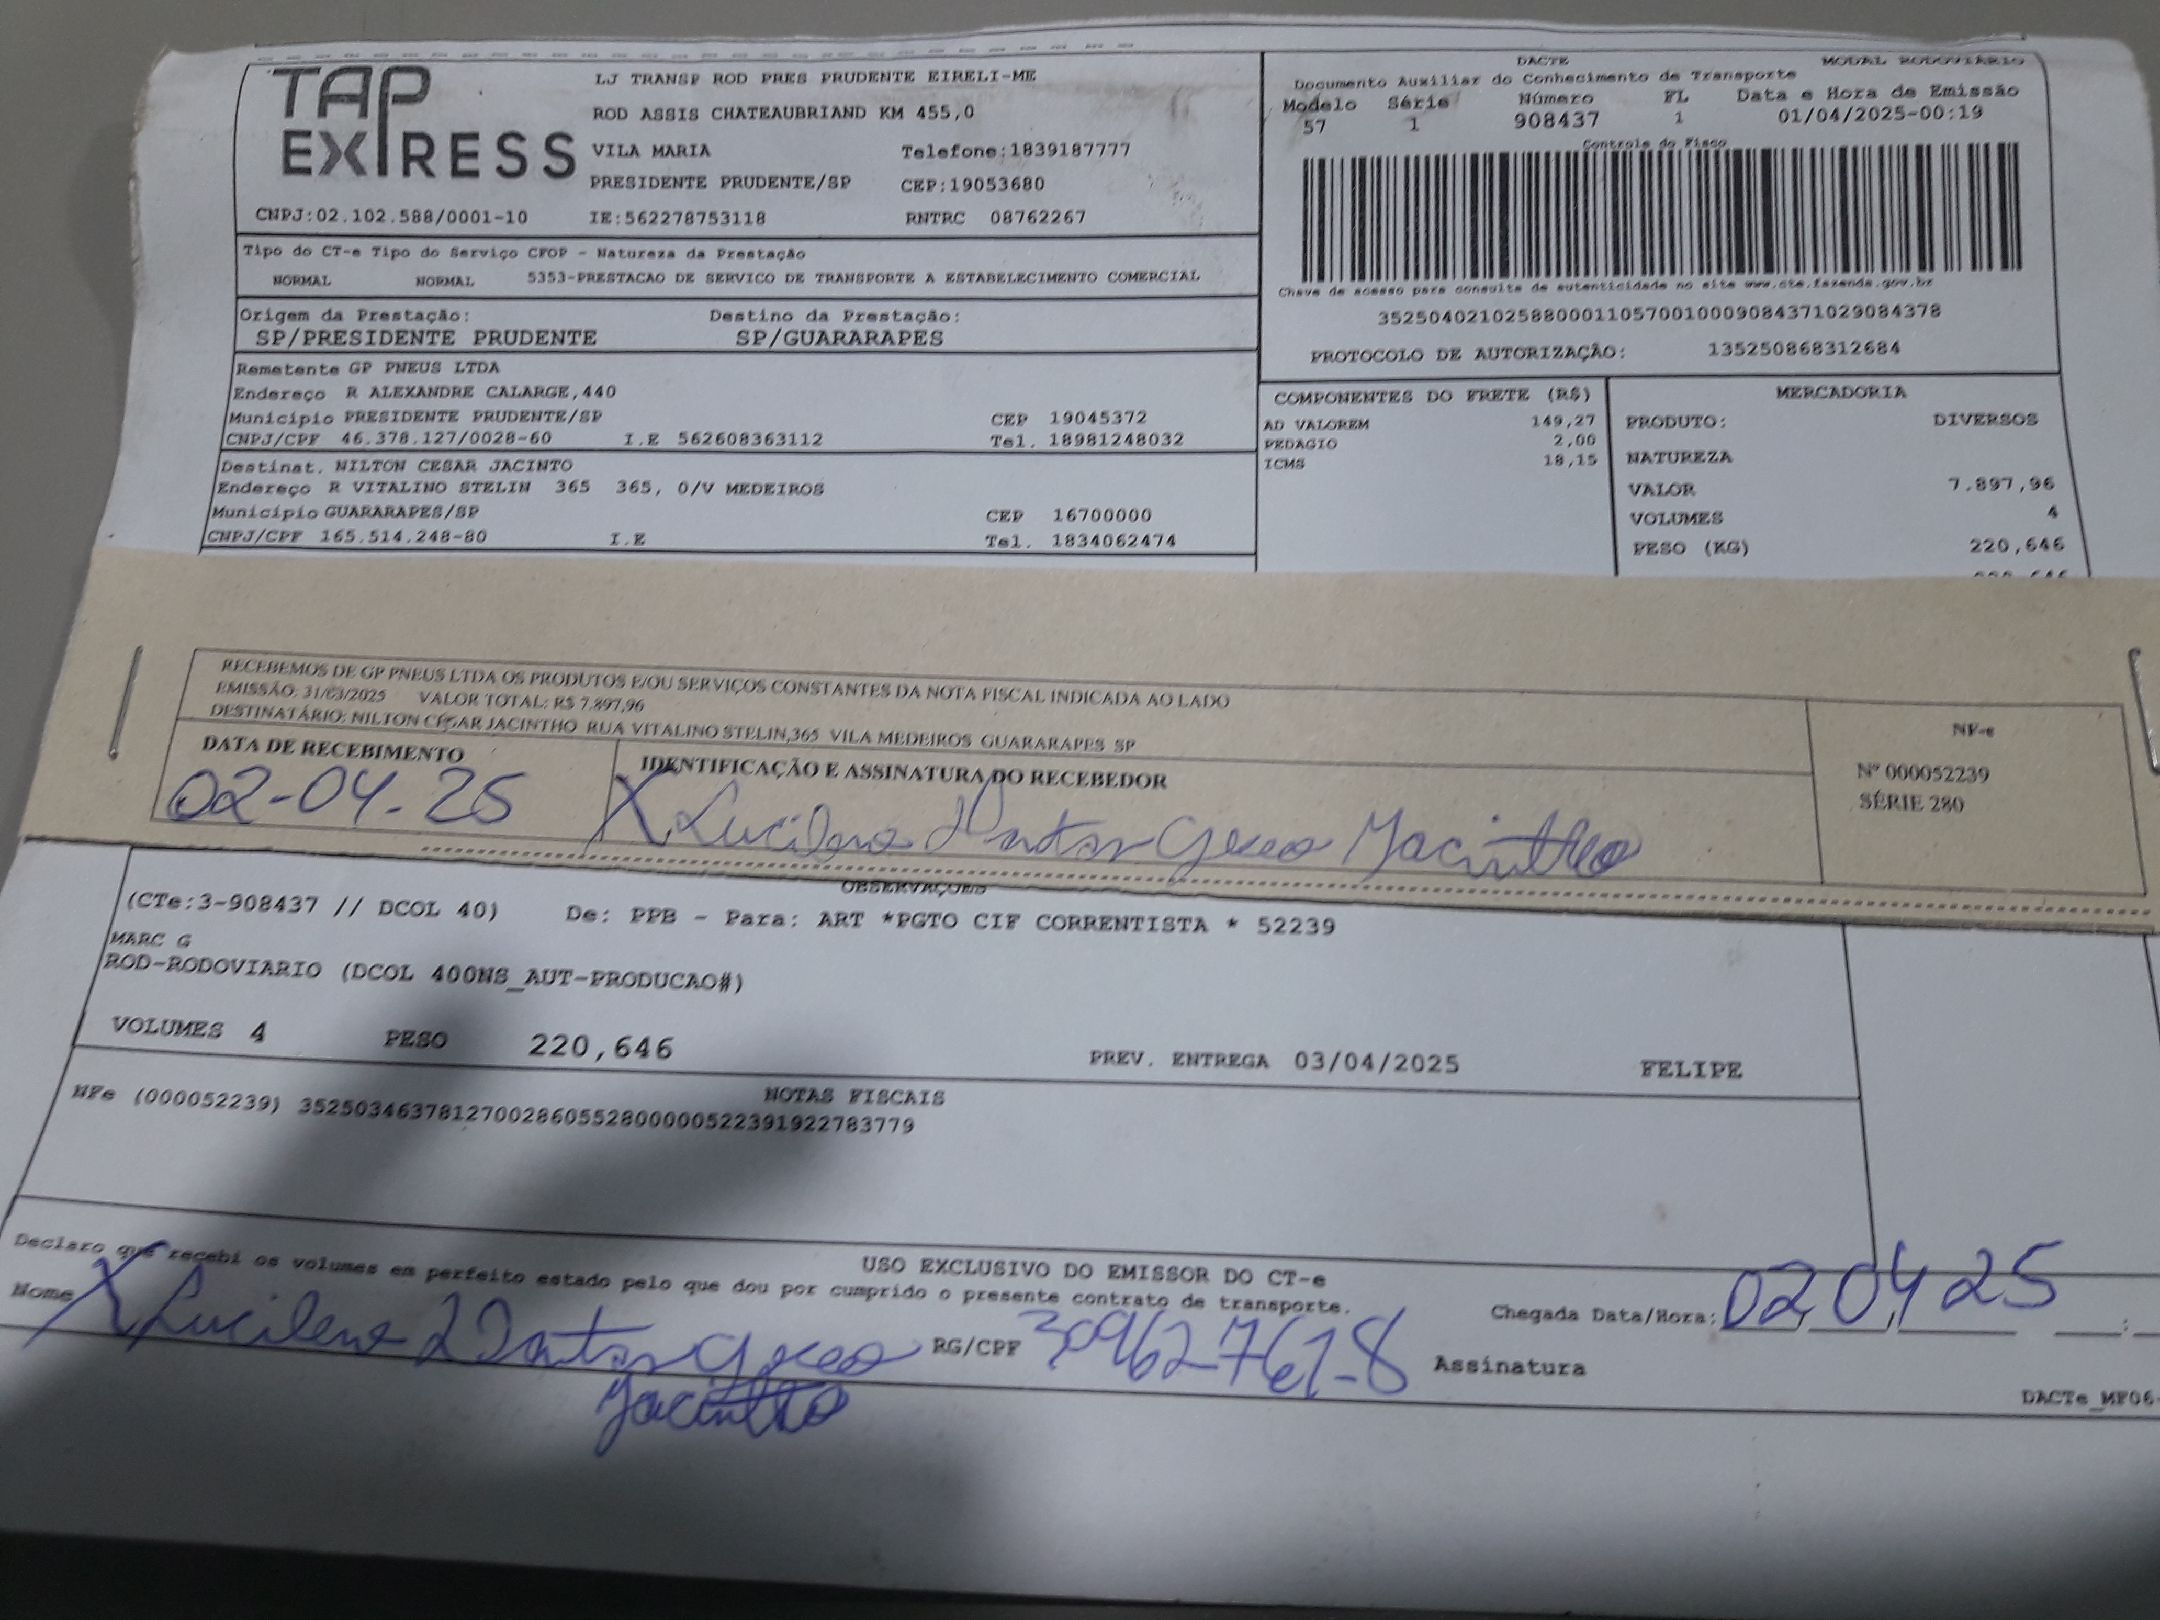 TAP
EXPRESS
LJ TRANSP ROD PRES PRUDENTE EIRELI-ME
ROD ASSIS CHATEAUBRIAND KM 455,0
VILA MARIA Telefone:1839187777
PRESIDENTE PRUDENTE/SP CEP:19053680
CNPJ:02.102.588/0001-10 IE:562278753118 RNTRC 08762267
DACTE MODAL RODOVIÁRIO
Documento Auxiliar do Conhecimento de Transporte
Modelo Série Número FL Data e Hora de Emissão
57 1 908437 1 01/04/2025-00:19
Controle do Fisco
Chave de acesso para consulta de autenticidade no site www.cte.fazenda.gov.br
35250402102588000110570010009084371029084378
PROTOCOLO DE AUTORIZAÇÃO: 135250868312684
Tipo do CT-e Tipo do Serviço CFOP - Natureza da Prestação
NORMAL NORMAL 5353-PRESTACAO DE SERVICO DE TRANSPORTE A ESTABELECIMENTO COMERCIAL
Origem da Prestação: Destino da Prestação:
SP/PRESIDENTE PRUDENTE SP/GUARARAPES
Remetente GP PNEUS LTDA
Endereço R ALEXANDRE CALARGE,440
Município PRESIDENTE PRUDENTE/SP CEP 19045372
CNPJ/CPF 46.378.127/0028-60 I.E 562608363112 Tel. 18981248032
Destinat. NILTON CESAR JACINTO
Endereço R VITALINO STELIN 365 365, 0/V MEDEIROS
Município GUARARAPES/SP CEP 16700000
CNPJ/CPF 165.514.248-80 I.E Tel. 1834062474
COMPONENTES DO FRETE (R$)
AD VALOREM 149,27
PEDAGIO 2,00
ICMS 18,15
MERCADORIA
PRODUTO: DIVERSOS
NATUREZA
VALOR 7.897,96
VOLUMES 4
PESO (KG) 220,646
RECEBEMOS DE GP PNEUS LTDA OS PRODUTOS E/OU SERVIÇOS CONSTANTES DA NOTA FISCAL INDICADA AO LADO
EMISSÃO: 31/03/2025 VALOR TOTAL: R$ 7.897,96
DESTINATÁRIO: NILTON CÉSAR JACINTHO RUA VITALINO STELIN,365 VILA MEDEIROS GUARARAPES SP
DATA DE RECEBIMENTO IDENTIFICAÇÃO E ASSINATURA DO RECEBEDOR
02-04-25 X Lucilene Jacintho
NF-e
Nº 000052239
SÉRIE 280
OBSERVAÇÕES
(CTe:3-908437 // DCOL 40) De: PPB - Para: ART *PGTO CIF CORRENTISTA * 52239
MARC G
ROD-RODOVIARIO (DCOL 400NS_AUT-PRODUCAO#)
VOLUMES 4 PESO 220,646 PREV. ENTREGA 03/04/2025 FELIPE
NOTAS FISCAIS
NFe (000052239) 35250346378127002860552800000522391922783779
USO EXCLUSIVO DO EMISSOR DO CT-e
Declaro que recebi os volumes em perfeito estado pelo que dou por cumprido o presente contrato de transporte.
Nome X Lucilene RG/CPF 30962761-8 Assinatura
Jacintho
Chegada Data/Hora: 02 04 25 :
DACTe_MF06-